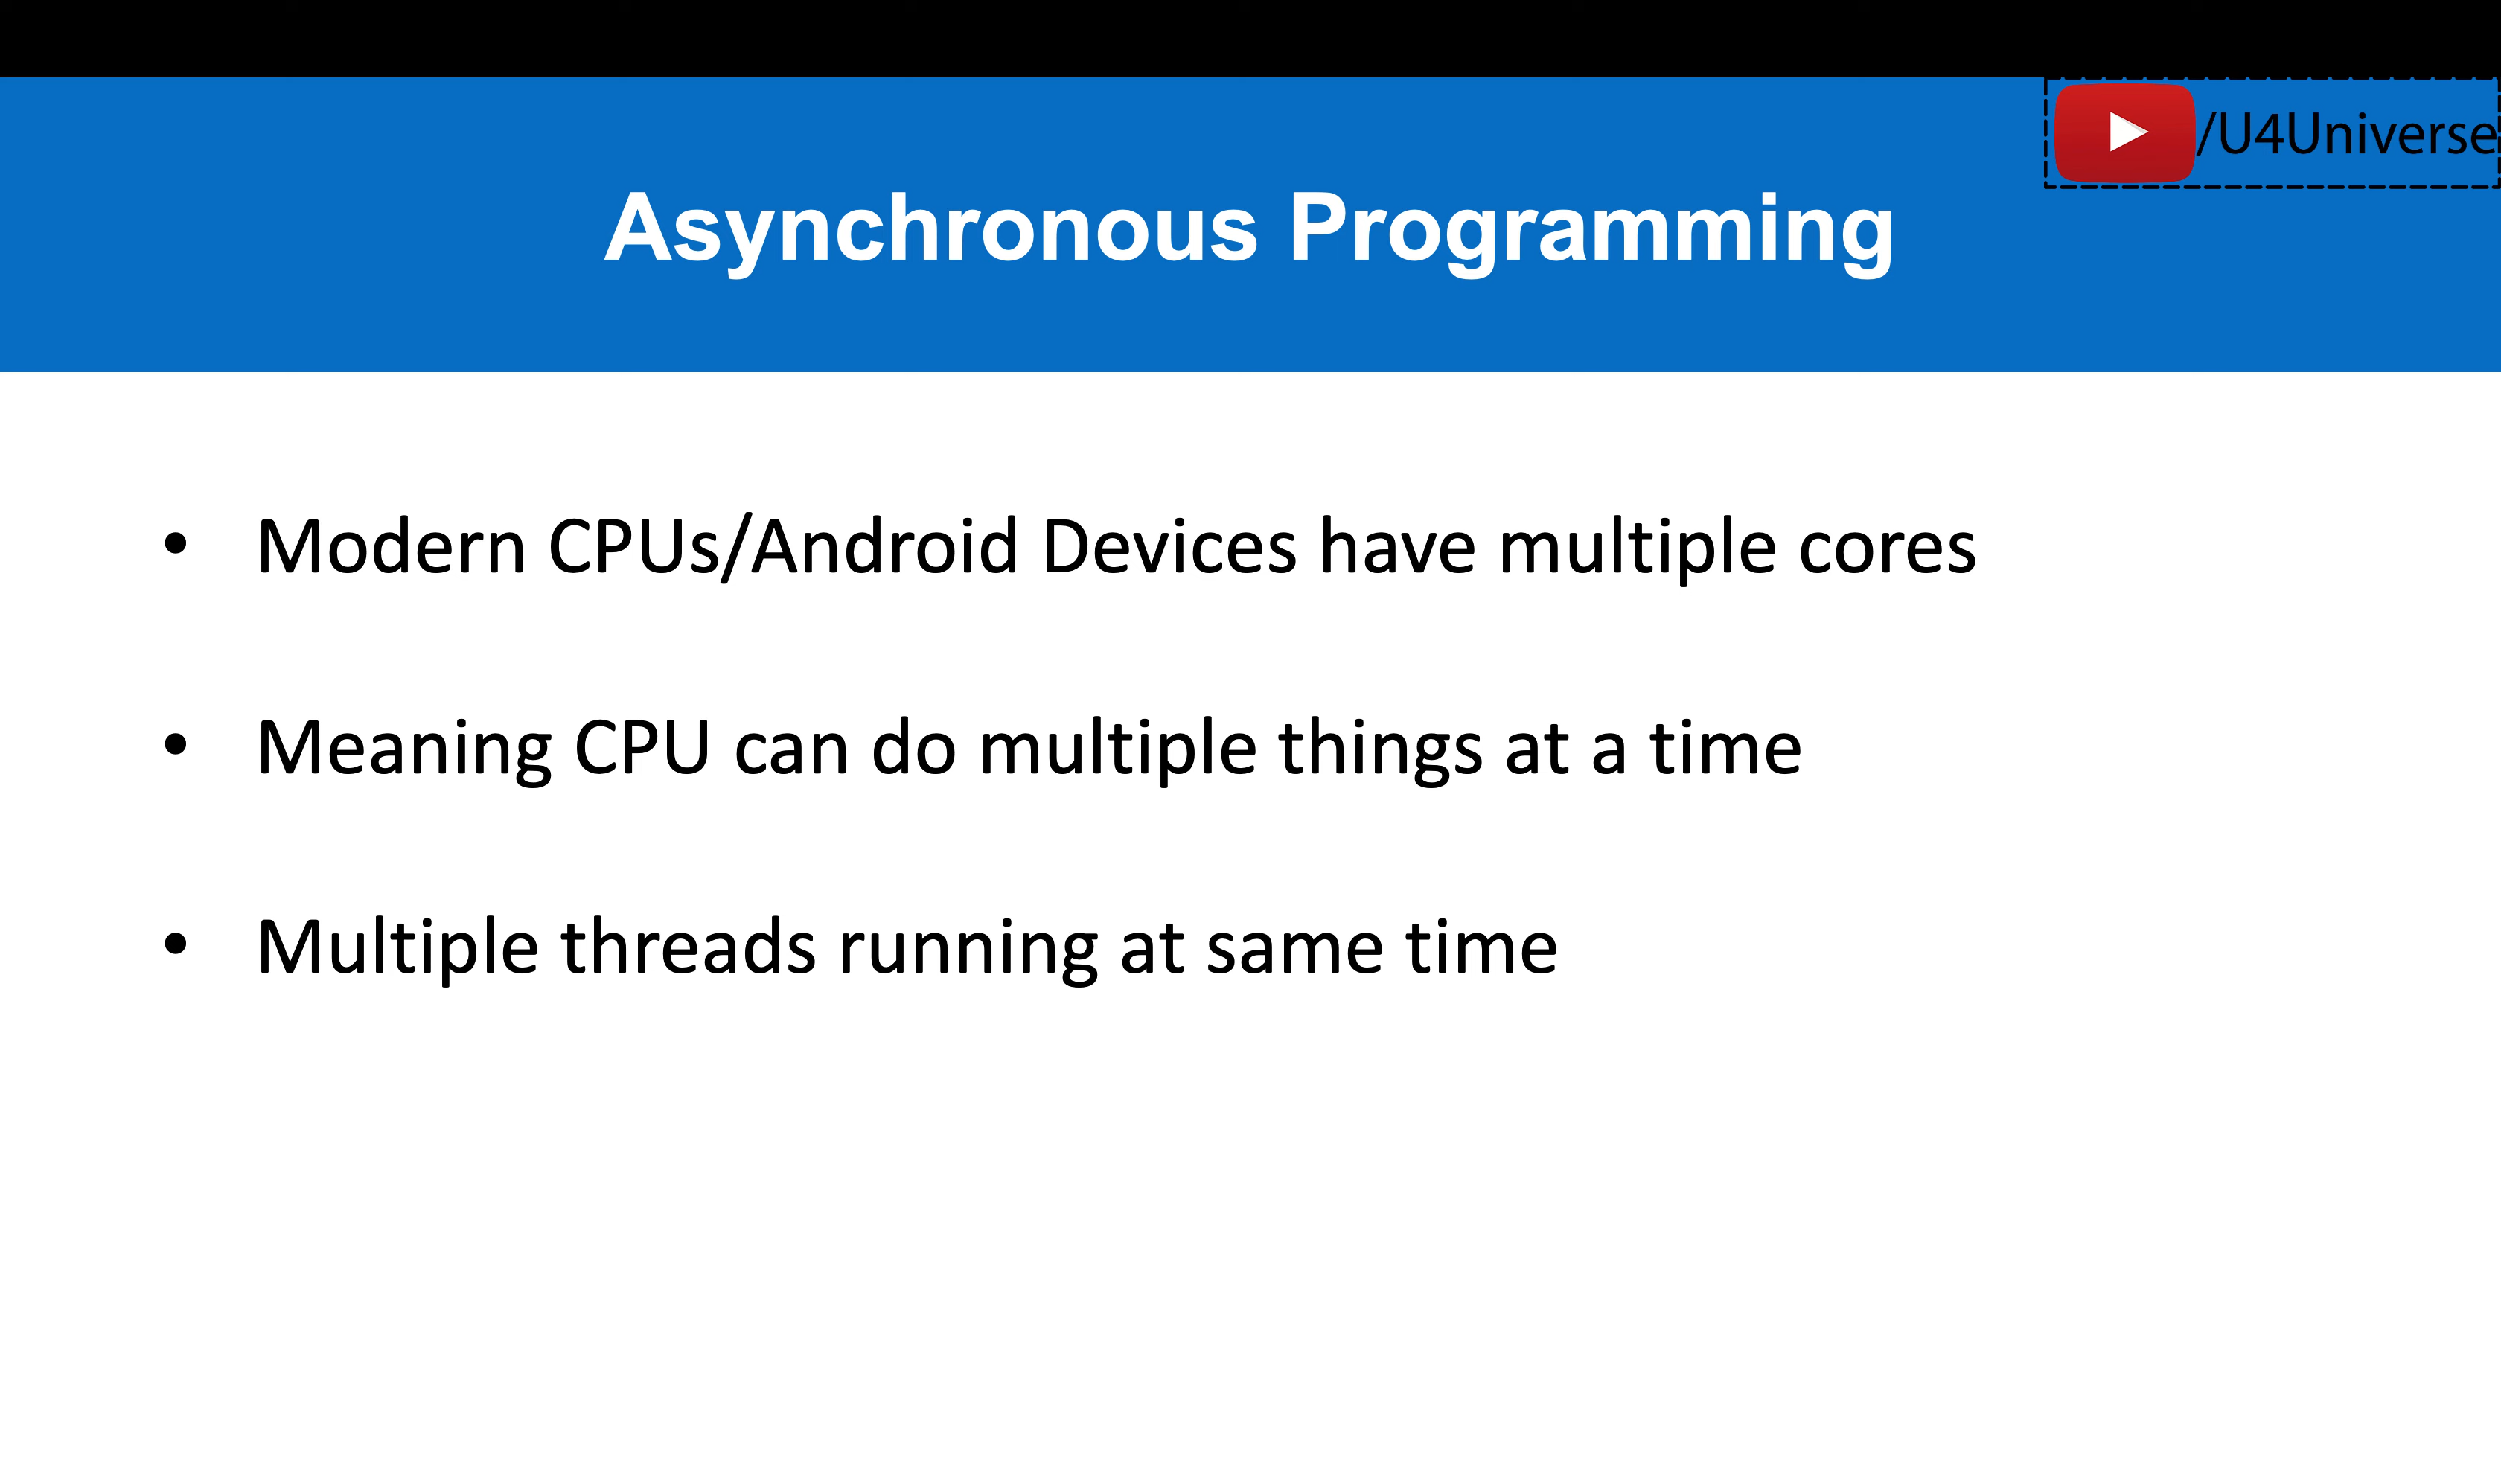 /U4Universe
Asynchronous Programming
• Modern CPUs/Android Devices have multiple cores
• Meaning CPU can do multiple things at a time
• Multiple threads running at same time